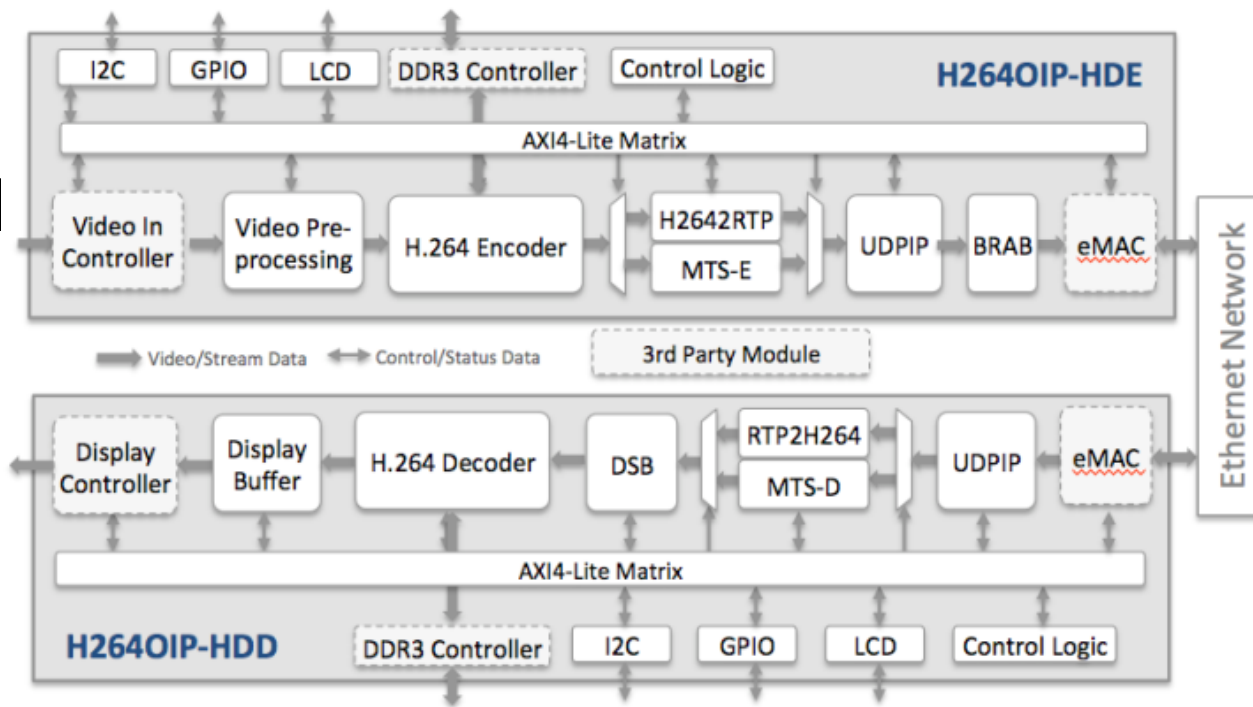 I2C
GPIO
LCD
DDR3 Controller
Control Logic
H264OIP-HDE
AXI4-Lite Matrix
Video In
Controller
Video Pre-
processing
H.264 Encoder
H2642RTP
MTS-E
UDPIP
BRAB
eMAC
Ethernet Network
Video/Stream Data
Control/Status Data
3rd Party Module
Display
Controller
Display
Buffer
H.264 Decoder
DSB
RTP2H264
MTS-D
UDPIP
eMAC
AXI4-Lite Matrix
H264OIP-HDD
DDR3 Controller
I2C
GPIO
LCD
Control Logic